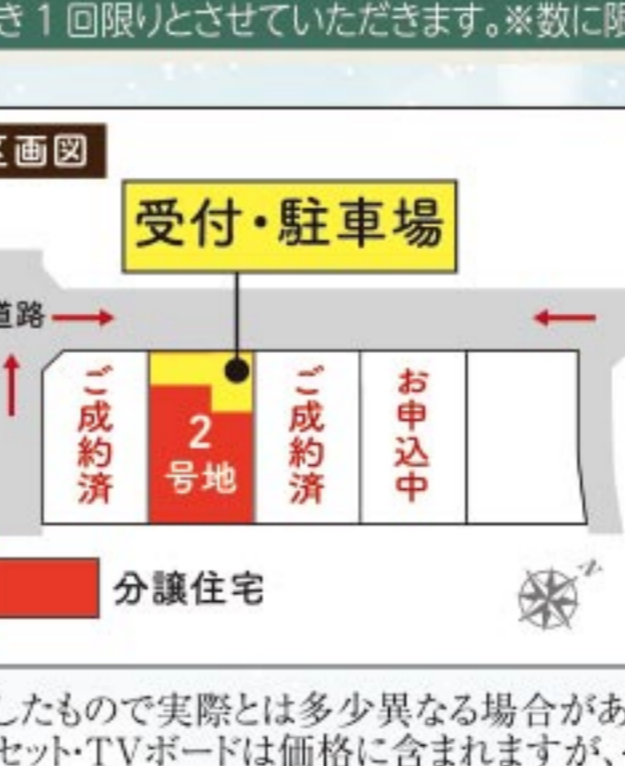 き1回限りとさせていただきます。※数に限
区画図
受付・駐車場
道路
ご成約済
2
号地
ご成約済
お申込中
分譲住宅
N
したもので実際とは多少異なる場合があ
セット・TVボードは価格に含まれますが、